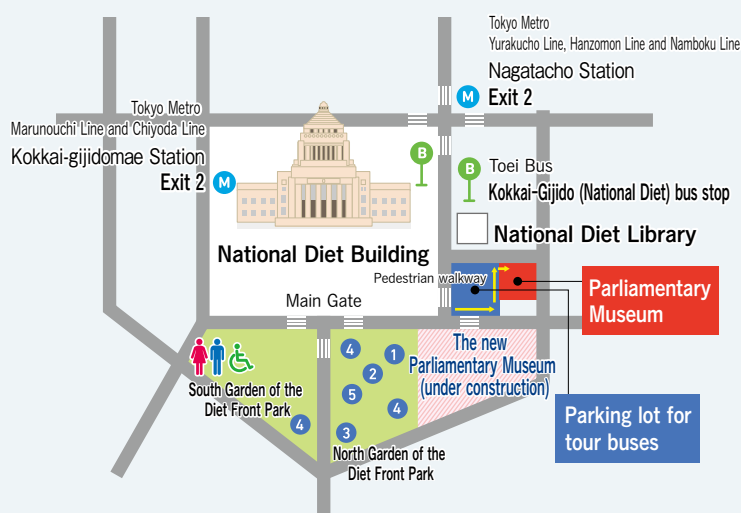 Tokyo Metro
Yurakucho Line, Hanzomon Line and Namboku Line
Nagatacho Station
M Exit 2
Tokyo Metro
Marunouchi Line and Chiyoda Line
Kokkai-gijidomae Station
Exit 2 M
B
B Toei Bus
Kokkai-Gijido (National Diet) bus stop
National Diet Library
National Diet Building
Pedestrian walkway
Parliamentary
Museum
Main Gate
The new
Parliamentary Museum
(under construction)
South Garden of the
Diet Front Park
4
4
1
2
5
4
3
North Garden of the
Diet Front Park
Parking lot for
tour buses